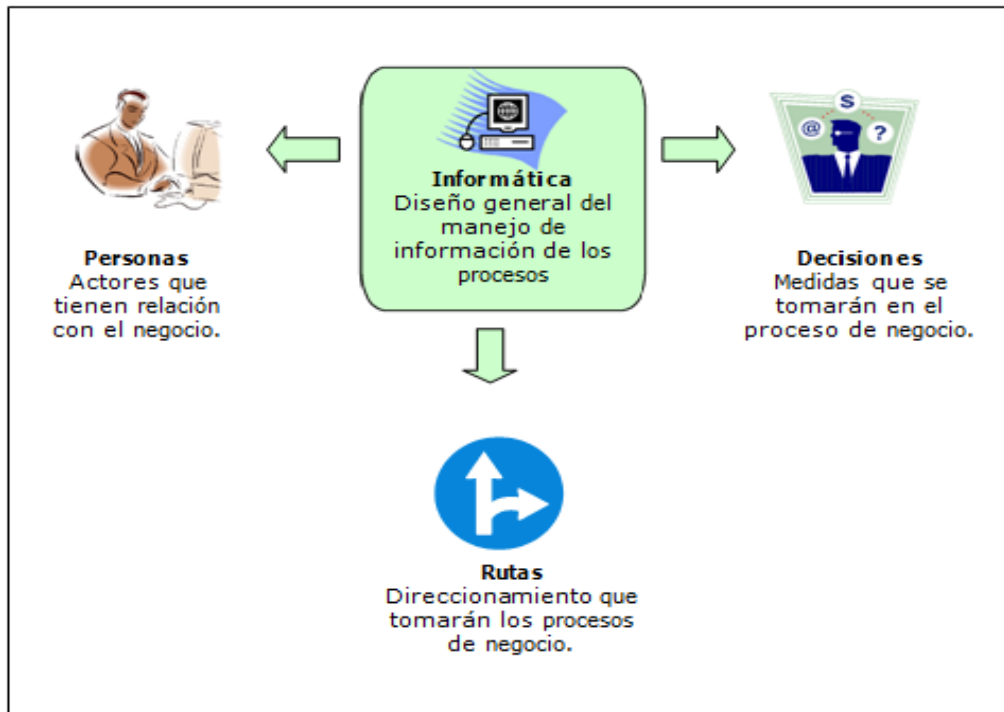 Informática
Diseño general del
manejo de
información de los
procesos
Personas
Actores que
tienen relación
con el negocio.
@
S
?
Decisiones
Medidas que se
tomarán en el
proceso de negocio.
Rutas
Direccionamiento que
tomarán los procesos
de negocio.